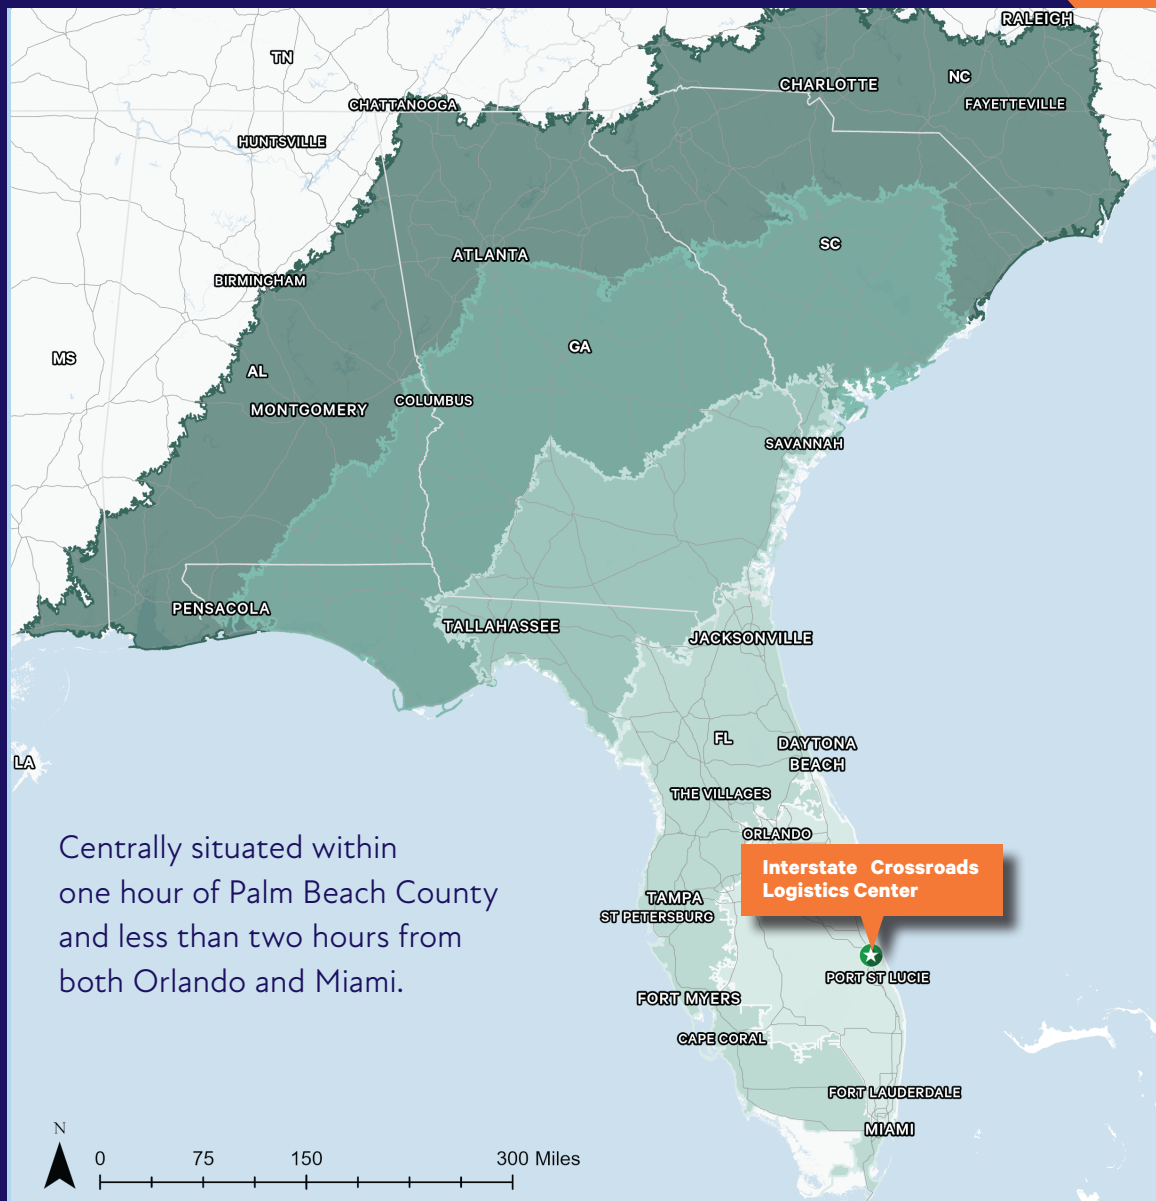 RALEIGH
TN
NC
CHARLOTTE
CHATTANOOGA
FAYETTEVILLE
HUNTSVILLE
SC
ATLANTA
BIRMINGHAM
GA
MS
AL
COLUMBUS
MONTGOMERY
SAVANNAH
PENSACOLA
TALLAHASSEE
JACKSONVILLE
FL
DAYTONA
BEACH
LA
THE VILLAGES
ORLANDO
Interstate Crossroads
Logistics Center
TAMPA
ST PETERSBURG
PORT ST LUCIE
FORT MYERS
CAPE CORAL
FORT LAUDERDALE
MIAMI
Centrally situated within
one hour of Palm Beach County
and less than two hours from
both Orlando and Miami.
N
0 75 150 300 Miles